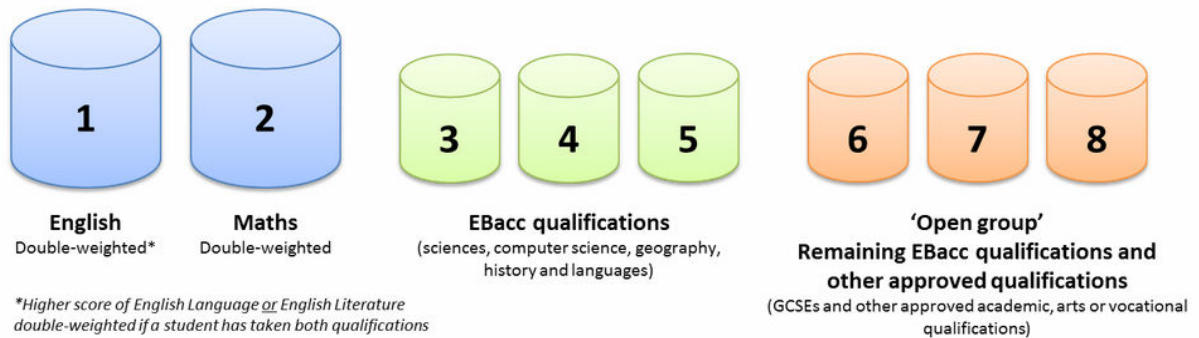 1
2
3
4
5
6
7
8
English
Double-weighted*
Maths
Double-weighted
EBacc qualifications
(sciences, computer science, geography,
history and languages)
‘Open group’
Remaining EBacc qualifications and
other approved qualifications
(GCSEs and other approved academic, arts or vocational
qualifications)
*Higher score of English Language or English Literature
double-weighted if a student has taken both qualifications